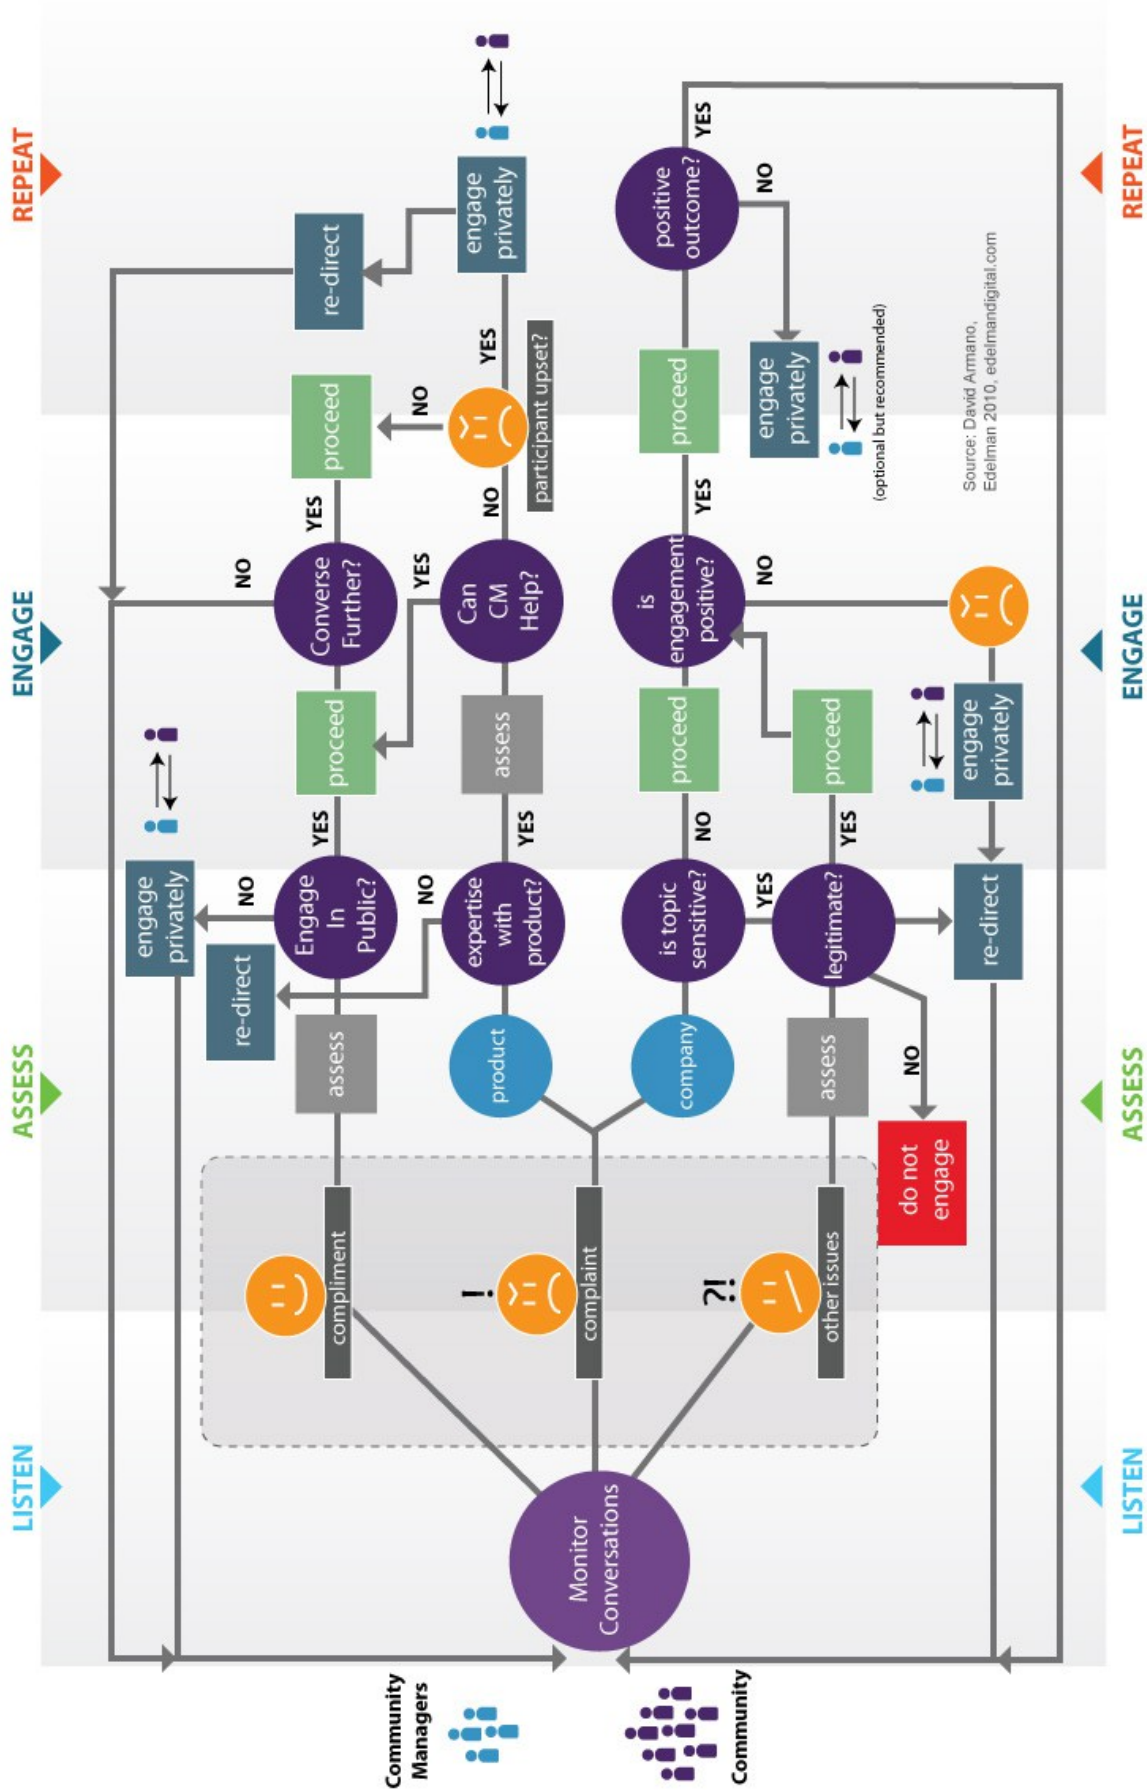 LISTEN
ASSESS
ENGAGE
REPEAT
Community
Managers
Community
Monitor
Conversations
compliment
!
complaint
?!
other issues
assess
re-direct
engage
privately
Engage
In
Public?
NO
YES
proceed
Converse
Further?
NO
YES
proceed
re-direct
product
expertise
with
product?
NO
YES
assess
Can
CM
Help?
YES
NO
participant upset?
NO
YES
engage
privately
company
is topic
sensitive?
NO
YES
proceed
is
engagement
positive?
YES
NO
proceed
positive
outcome?
YES
NO
engage
privately
(optional but recommended)
assess
legitimate?
YES
NO
proceed
do not
engage
re-direct
engage
privately
Source: David Armano,
Edelman 2010, edelmandigital.com
LISTEN
ASSESS
ENGAGE
REPEAT